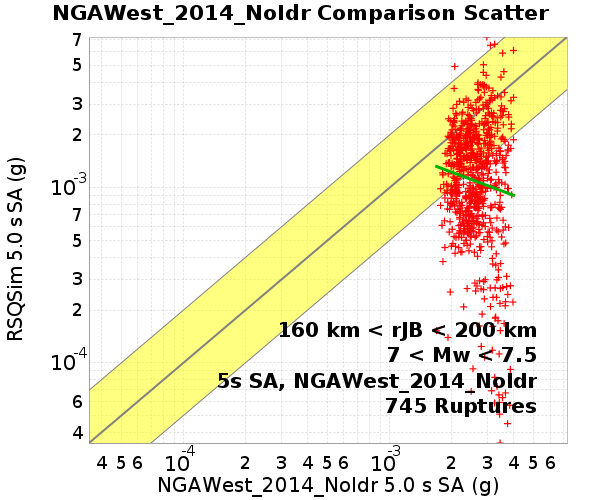 NGAWest_2014_NoIdr Comparison Scatter
7
5
3
2
10-3
7
5
3
2
10-4
6
4
RSQSim 5.0 s SA (g)
160 km < rJB < 200 km
7 < Mw < 7.5
5s SA, NGAWest_2014_NoIdr
745 Ruptures
4 5 6 10-4 2 3 4 5 6 10-3 2 3 4 5 6
NGAWest_2014_NoIdr 5.0 s SA (g)